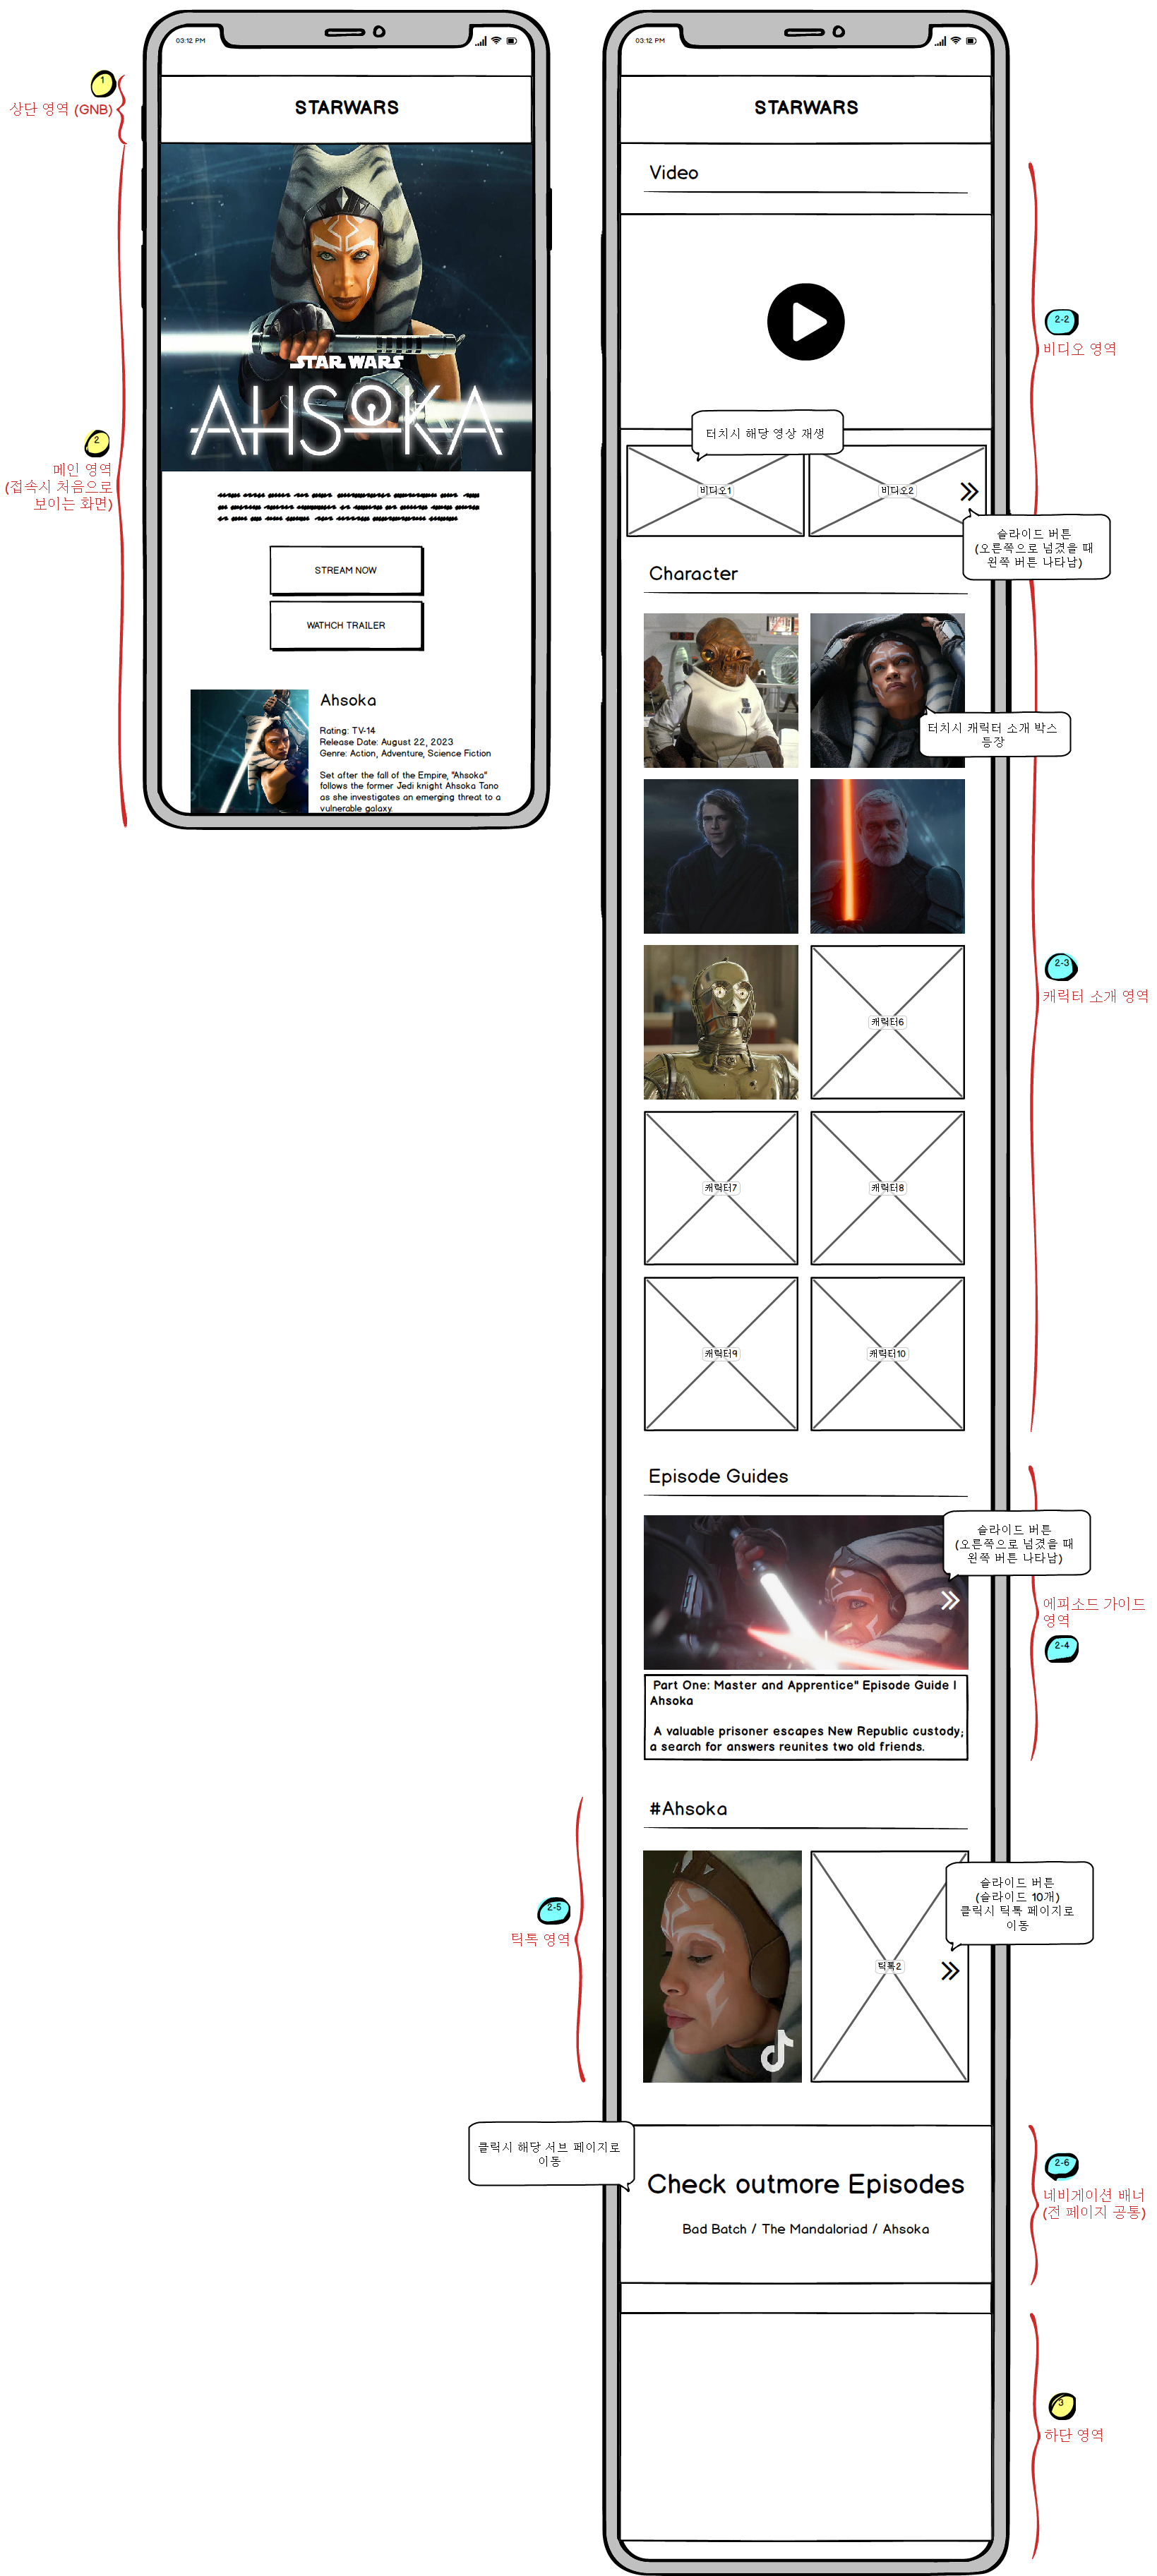 03:12 PM
STARWARS
1
상단 영역 (GNB)
STAR WARS
AHSOKA
2
메인 영역
(접속시 처음으로
보이는 화면)
STREAM NOW
WATHCH TRAILER
Ahsoka
Rating: TV-14
Release Date: August 22, 2023
Genre: Action, Adventure, Science Fiction
Set after the fall of the Empire, "Ahsoka"
follows the former Jedi knight Ahsoka Tano
as she investigates an emerging threat to a
vulnerable galaxy.
03:12 PM
STARWARS
Video
2-2
비디오 영역
터치시 해당 영상 재생
비디오1
비디오2
슬라이드 버튼
(오른쪽으로 넘겼을 때
왼쪽 버튼 나타남)
Character
터치시 캐릭터 소개 박스
등장
2-3
캐릭터 소개 영역
캐릭터6
캐릭터7
캐릭터8
캐릭터9
캐릭터10
Episode Guides
슬라이드 버튼
(오른쪽으로 넘겼을 때
왼쪽 버튼 나타남)
에피소드 가이드
영역
2-4
Part One: Master and Apprentice" Episode Guide |
Ahsoka
A valuable prisoner escapes New Republic custody;
a search for answers reunites two old friends.
#Ahsoka
2-5
틱톡 영역
슬라이드 버튼
(슬라이드 10개)
클릭시 틱톡 페이지로
이동
틱톡2
클릭시 해당 서브 페이지로
이동
Check outmore Episodes
Bad Batch / The Mandaloriad / Ahsoka
2-6
네비게이션 배너
(전 페이지 공통)
3
하단 영역